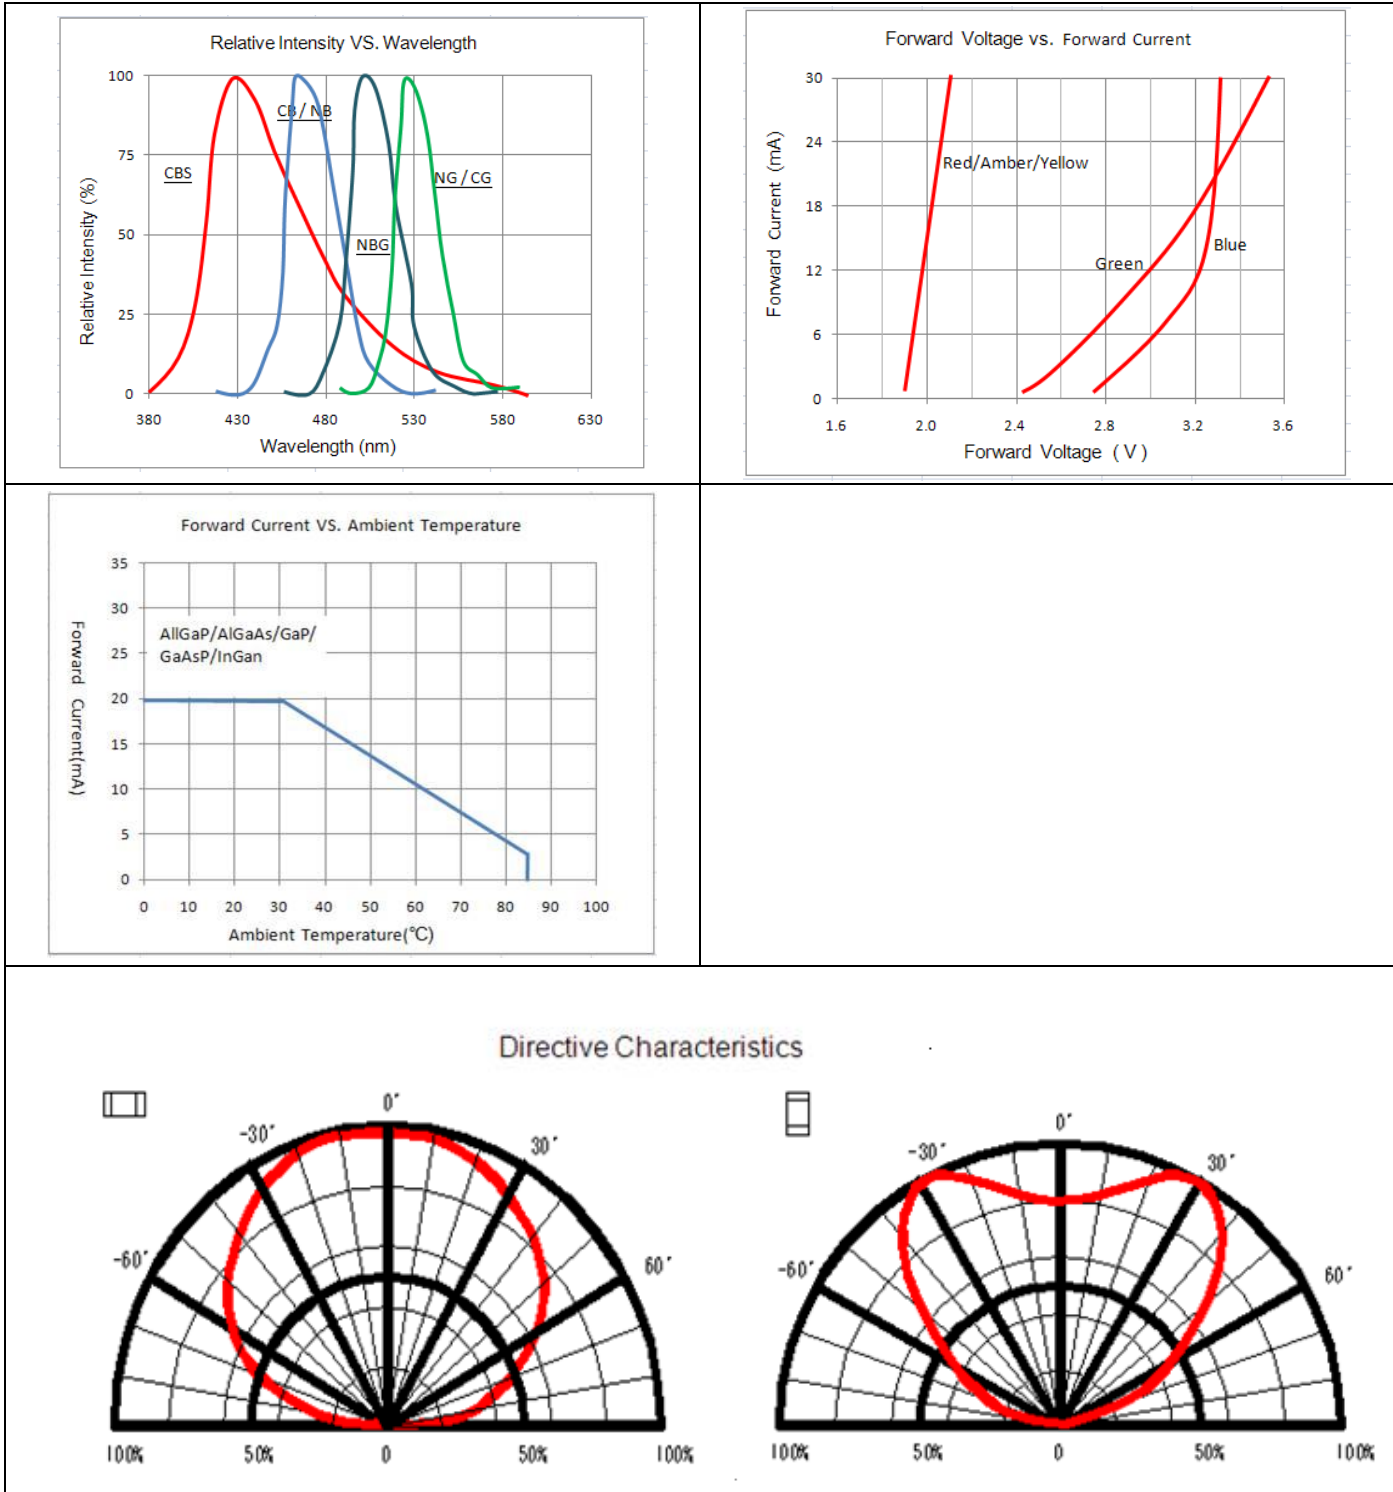 Relative Intensity VS. Wavelength
100
75
50
25
0
380 430 480 530 580 630
Relative Intensity (%)
Wavelength (nm)
CBS
CB / NB
NBG
NG / CG
Forward Voltage vs. Forward Current
30
24
18
12
6
0
1.6 2.0 2.4 2.8 3.2 3.6
Forward Current (mA)
Forward Voltage ( V )
Red/Amber/Yellow
Green
Blue
Forward Current VS. Ambient Temperature
35
30
25
20
15
10
5
0
0 10 20 30 40 50 60 70 80 90 100
Forward Current(mA)
Ambient Temperature(℃)
AllGaP/AlGaAs/GaP/
GaAsP/InGan
Directive Characteristics
0°
-30° 30°
-60° 60°
100% 50% 0 50% 100%
0°
-30° 30°
-60° 60°
100% 50% 0 50% 100%